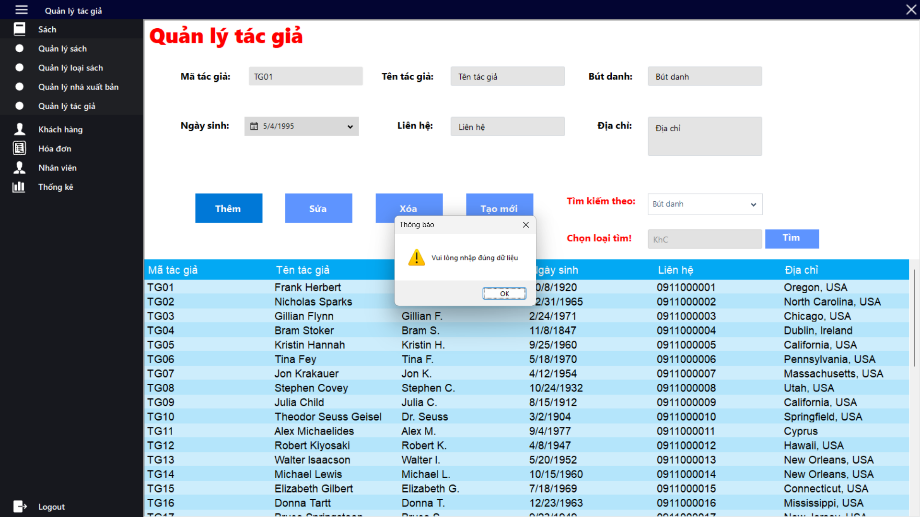 Quản lý tác giả
Sách
Quản lý sách
Quản lý loại sách
Quản lý nhà xuất bản
Quản lý tác giả
Khách hàng
Hóa đơn
Nhân viên
Thống kê
Logout
Quản lý tác giả
Mã tác giả: TG01 Tên tác giả: Tên tác giả Bút danh: Bút danh
Ngày sinh: 5/4/1995 Liên hệ: Liên hệ Địa chỉ: Địa chỉ
Thêm Sửa Xóa Tạo mới
Tìm kiếm theo: Bút danh
Chọn loại tìm! KhC Tìm
Thông báo
Vui lòng nhập đúng dữ liệu
OK
Mã tác giả Tên tác giả Ngày sinh Liên hệ Địa chỉ
TG01 Frank Herbert 0/8/1920 0911000001 Oregon, USA
TG02 Nicholas Sparks 2/31/1965 0911000002 North Carolina, USA
TG03 Gillian Flynn Gillian F. 2/24/1971 0911000003 Chicago, USA
TG04 Bram Stoker Bram S. 11/8/1847 0911000004 Dublin, Ireland
TG05 Kristin Hannah Kristin H. 9/25/1960 0911000005 California, USA
TG06 Tina Fey Tina F. 5/18/1970 0911000006 Pennsylvania, USA
TG07 Jon Krakauer Jon K. 4/12/1954 0911000007 Massachusetts, USA
TG08 Stephen Covey Stephen C. 10/24/1932 0911000008 Utah, USA
TG09 Julia Child Julia C. 8/15/1912 0911000009 California, USA
TG10 Theodor Seuss Geisel Dr. Seuss 3/2/1904 0911000010 Springfield, USA
TG11 Alex Michaelides Alex M. 9/4/1977 0911000011 Cyprus
TG12 Robert Kiyosaki Robert K. 4/8/1947 0911000012 Hawaii, USA
TG13 Walter Isaacson Walter I. 5/20/1952 0911000013 New Orleans, USA
TG14 Michael Lewis Michael L. 10/15/1960 0911000014 New Orleans, USA
TG15 Elizabeth Gilbert Elizabeth G. 7/18/1969 0911000015 Connecticut, USA
TG16 Donna Tartt Donna T. 12/23/1963 0911000016 Mississippi, USA
TG17 Bruce Springsteen Bruce S. 9/23/1949 0911000017 New Jersey, USA